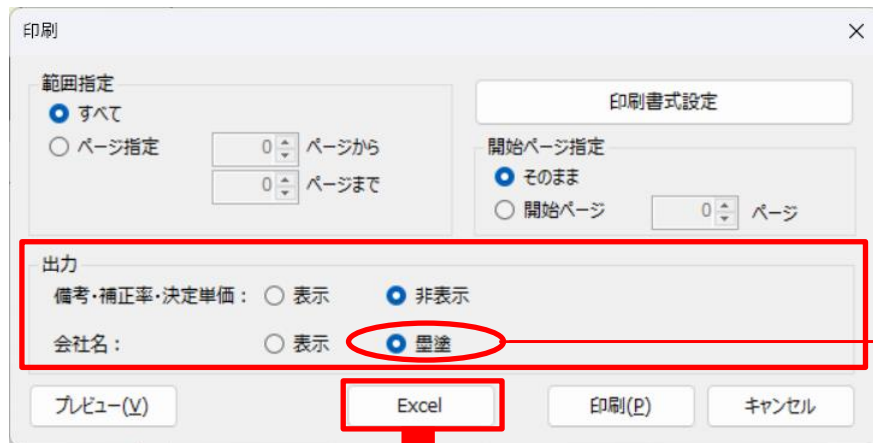 印刷
範囲指定
すべて
ページ指定 0 ページから
0 ページまで
印刷書式設定
開始ページ指定
そのまま
開始ページ 0 ページ
出力
備考・補正率・決定単価： 表示 非表示
会社名： 表示 墨塗
プレビュー(V) Excel 印刷(P) キャンセル